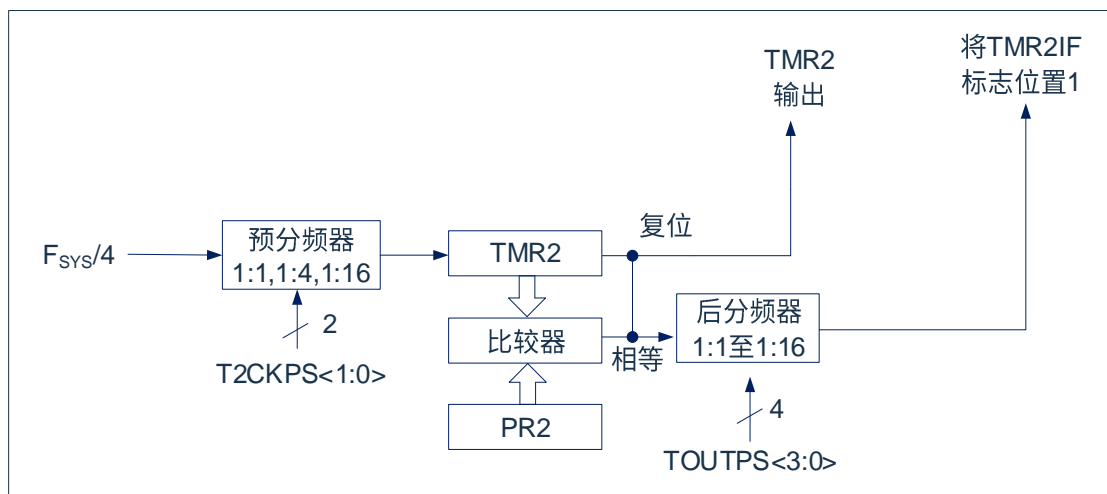 将TMR2IF
标志位置1
TMR2
输出
复位
F_SYS/4
预分频器
1:1,1:4,1:16
TMR2
2
T2CKPS<1:0>
比较器
相等
后分频器
1:1至1:16
PR2
4
TOUTPS<3:0>